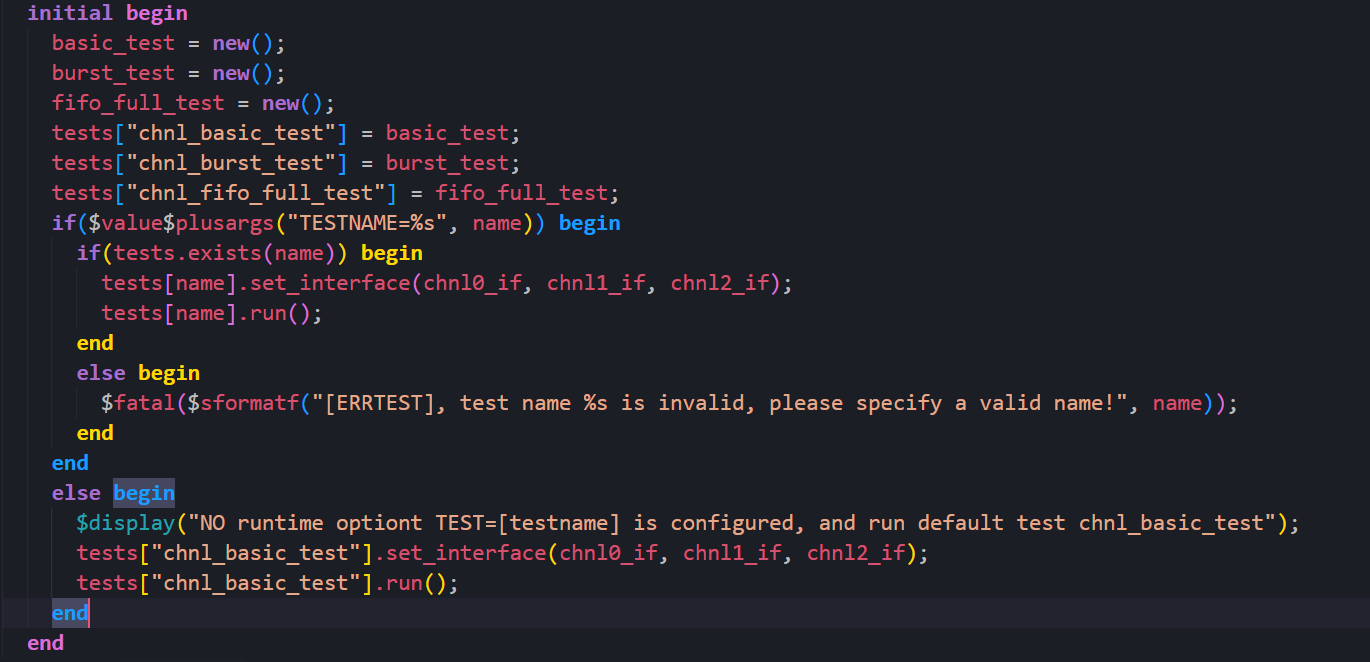 initial begin
basic_test = new();
burst_test = new();
fifo_full_test = new();
tests["chnl_basic_test"] = basic_test;
tests["chnl_burst_test"] = burst_test;
tests["chnl_fifo_full_test"] = fifo_full_test;
if($value$plusargs("TESTNAME=%s", name)) begin
if(tests.exists(name)) begin
tests[name].set_interface(chnl0_if, chnl1_if, chnl2_if);
tests[name].run();
end
else begin
$fatal($sformatf("[ERRTEST], test name %s is invalid, please specify a valid name!", name));
end
end
else begin
$display("NO runtime optiont TEST=[testname] is configured, and run default test chnl_basic_test");
tests["chnl_basic_test"].set_interface(chnl0_if, chnl1_if, chnl2_if);
tests["chnl_basic_test"].run();
end
end